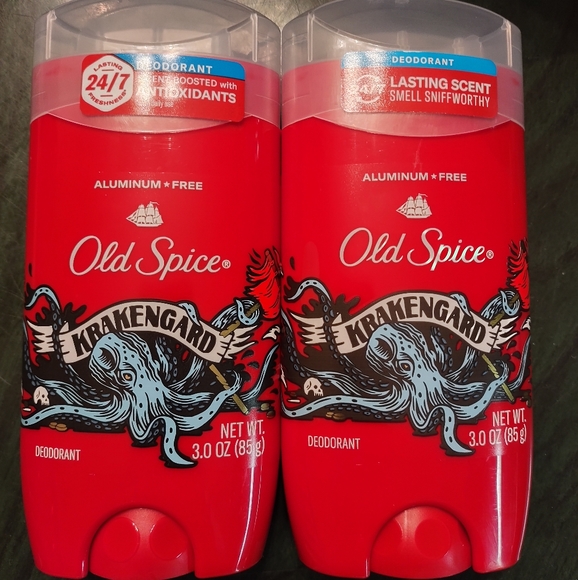 LASTING
24/7
FRESHNESS
DEODORANT
SCENT BOOSTED with
ANTIOXIDANTS
ALUMINUM★FREE
Old Spice®
KRAKENGARD
DEODORANT
NET WT.
3.0 OZ (85 g)
DEODORANT
24/7
LASTING SCENT
SMELL SNIFFWORTHY
ALUMINUM★FREE
Old Spice®
KRAKENGARD
DEODORANT
NET WT.
3.0 OZ (85 g)